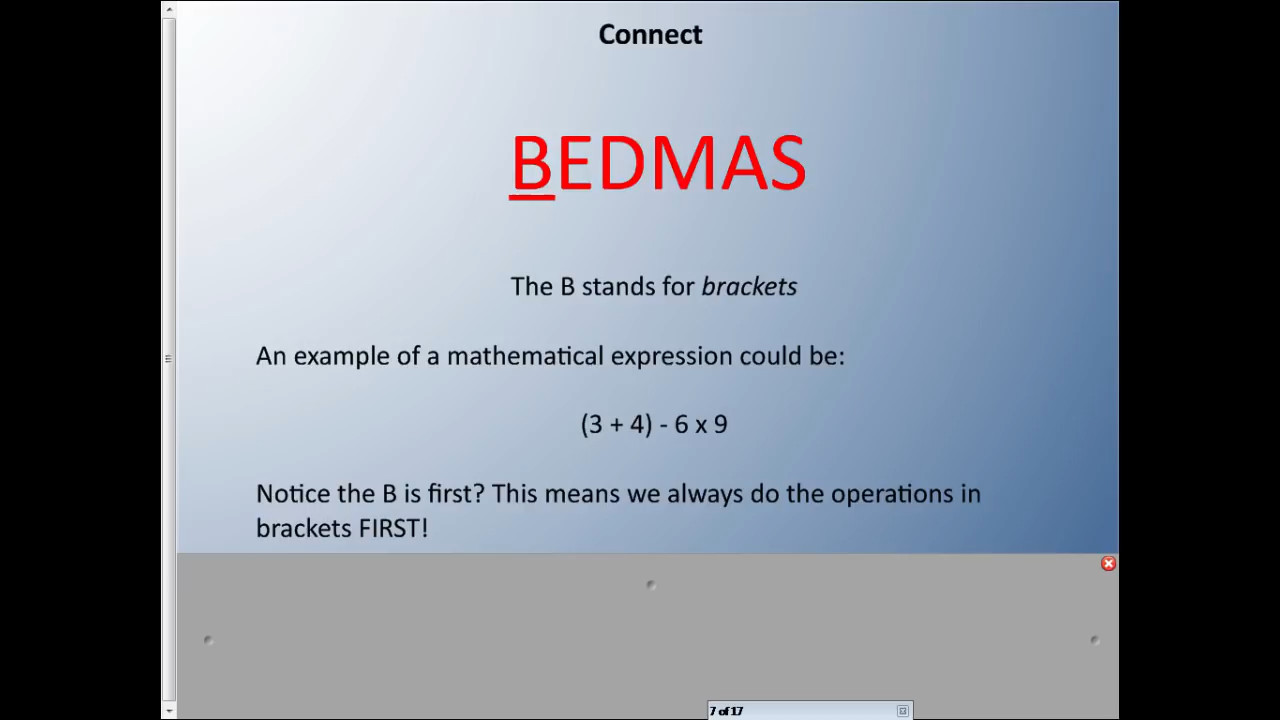 Connect
BEDMAS
The B stands for brackets
An example of a mathematical expression could be:
(3 + 4) - 6 x 9
Notice the B is first? This means we always do the operations in
brackets FIRST!
7 of 17